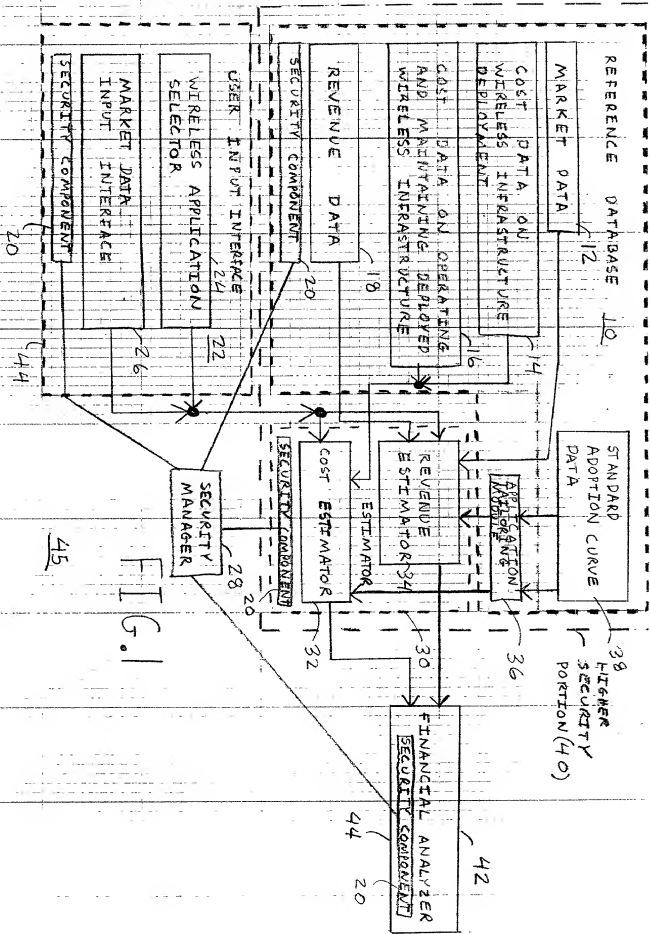 REFERENCE DATABASE 10
MARKET DATA
12
COST DATA ON
WIRELESS INFRASTRUCTURE
DEPLOYMENT
14
COST DATA ON OPERATING
AND MAINTAINING DEPLOYED
WIRELESS INFRASTRUCTURE
16
REVENUE DATA
18
SECURITY COMPONENT
20
STANDARD
ADOPTION CURVE
DATA
38
HIGHER
SECURITY
PORTION (40)
APPLICATION
TAILORING
36
REVENUE
ESTIMATOR 34
ESTIMATOR
COST ESTIMATOR
SECURITY COMPONENT
20
32
30
USER INPUT INTERFACE
22
WIRELESS APPLICATION
SELECTOR
24
MARKET DATA
INPUT INTERFACE
26
SECURITY COMPONENT
20
44
SECURITY
MANAGER
28
FINANCIAL ANALYZER
SECURITY COMPONENT
20
42
44
45
FIG.1